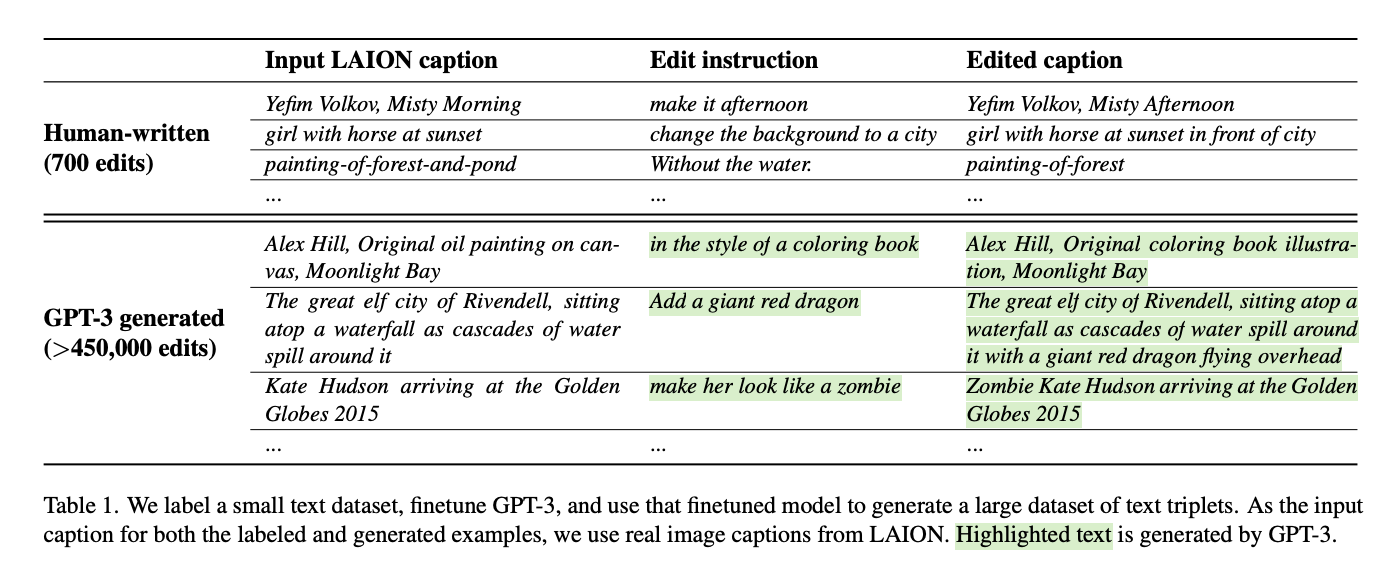 Input LAION caption Edit instruction Edited caption
Yefim Volkov, Misty Morning make it afternoon Yefim Volkov, Misty Afternoon
Human-written girl with horse at sunset change the background to a city girl with horse at sunset in front of city
(700 edits) painting-of-forest-and-pond Without the water. painting-of-forest
... ... ...
Alex Hill, Original oil painting on can- in the style of a coloring book Alex Hill, Original coloring book illustra-
vas, Moonlight Bay tion, Moonlight Bay
The great elf city of Rivendell, sitting Add a giant red dragon The great elf city of Rivendell, sitting atop a
GPT-3 generated atop a waterfall as cascades of water waterfall as cascades of water spill around
(>450,000 edits) spill around it it with a giant red dragon flying overhead
Kate Hudson arriving at the Golden make her look like a zombie Zombie Kate Hudson arriving at the Golden
Globes 2015 Globes 2015
... ... ...
Table 1. We label a small text dataset, finetune GPT-3, and use that finetuned model to generate a large dataset of text triplets. As the input
caption for both the labeled and generated examples, we use real image captions from LAION. Highlighted text is generated by GPT-3.